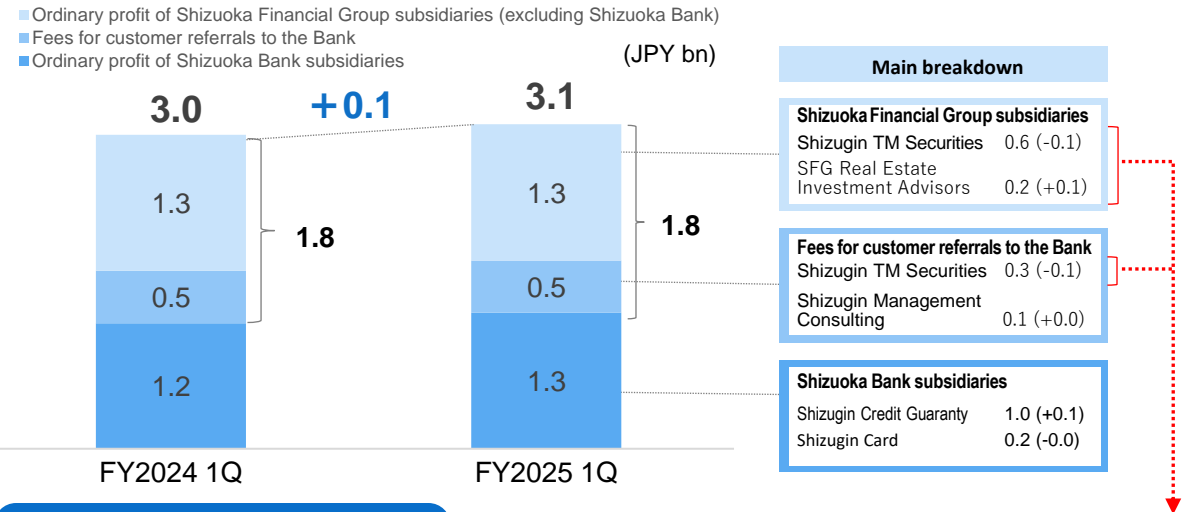 Ordinary profit of Shizuoka Financial Group subsidiaries (excluding Shizuoka Bank)
Fees for customer referrals to the Bank
Ordinary profit of Shizuoka Bank subsidiaries
(JPY bn)
3.0
+0.1
3.1
1.3
1.8
0.5
1.2
1.3
1.8
0.5
1.3
FY2024 1Q
FY2025 1Q
Main breakdown
Shizuoka Financial Group subsidiaries
Shizugin TM Securities 0.6 (-0.1)
SFG Real Estate
Investment Advisors 0.2 (+0.1)
Fees for customer referrals to the Bank
Shizugin TM Securities 0.3 (-0.1)
Shizugin Management
Consulting 0.1 (+0.0)
Shizuoka Bank subsidiaries
Shizugin Credit Guaranty 1.0 (+0.1)
Shizugin Card 0.2 (-0.0)